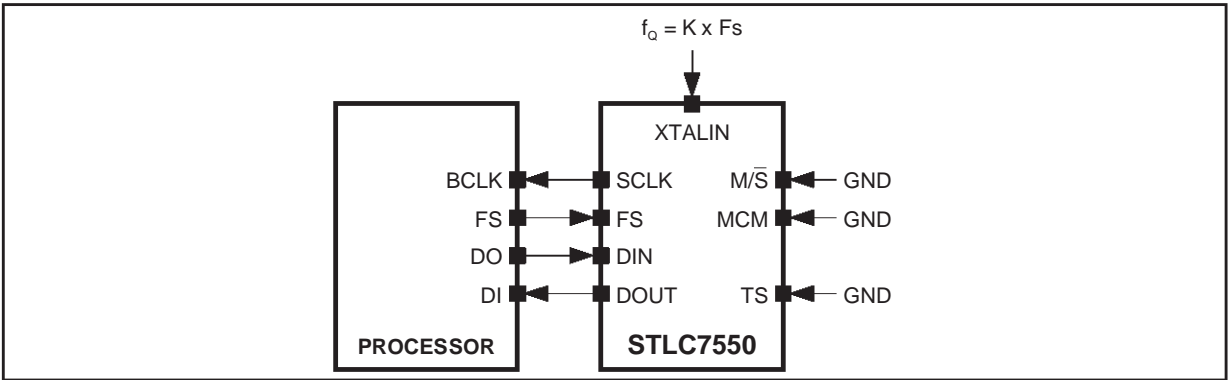 f_Q = K x Fs
XTALIN
BCLK SCLK M/S̅ GND
FS FS MCM GND
DO DIN
DI DOUT TS GND
PROCESSOR STLC7550